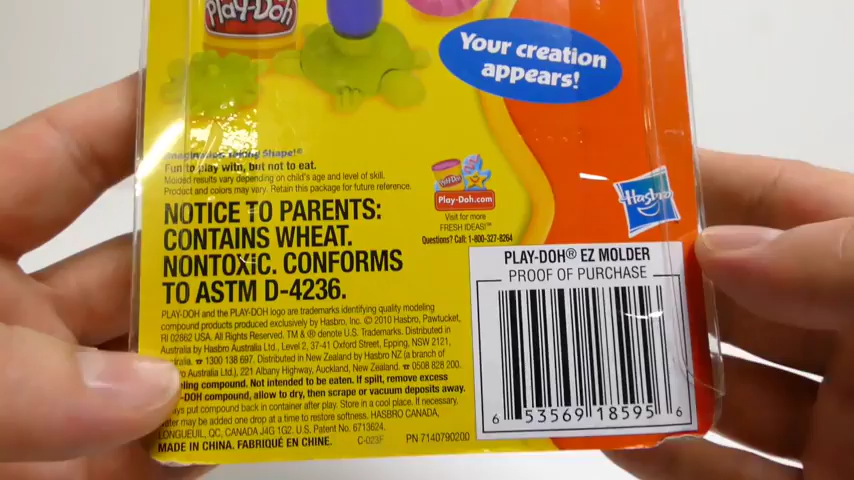 Play-Doh
Your creation
appears!
Imagination Taking Shape!®
Fun to play with, but not to eat.
Molded results vary depending on child's age and level of skill.
Product and colors may vary. Retain this package for future reference.
NOTICE TO PARENTS:
CONTAINS WHEAT.
NONTOXIC. CONFORMS
TO ASTM D-4236.
Play-Doh
Play-Doh.com
Visit for more
FRESH IDEAS!™
Questions? Call: 1-800-327-8264
Hasbro
PLAY-DOH and the PLAY-DOH logo are trademarks identifying quality modeling
compound products produced exclusively by Hasbro, Inc. © 2010 Hasbro, Pawtucket,
RI 02862 USA. All Rights Reserved. TM & ® denote U.S. Trademarks. Distributed in
Australia by Hasbro Australia Ltd., Level 2, 37-41 Oxford Street, Epping, NSW 2121,
☎ 1300 138 697. Distributed in New Zealand by Hasbro NZ (a branch of
Australia Ltd.), 221 Albany Highway, Auckland, New Zealand. ☎ 0508 828 200.
compound. Not intended to be eaten. If spilt, remove excess
-DOH compound, allow to dry, then scrape or vacuum deposits away.
put compound back in container after play. Store in a cool place. If necessary,
may be added one drop at a time to restore softness. HASBRO CANADA,
LONGUEUIL, QC, CANADA J4G 1G2. U.S. Patent No. 6713624.
MADE IN CHINA. FABRIQUÉ EN CHINE. C-023F PN 7140790200
PLAY-DOH® EZ MOLDER
PROOF OF PURCHASE
6 53569 18595 6